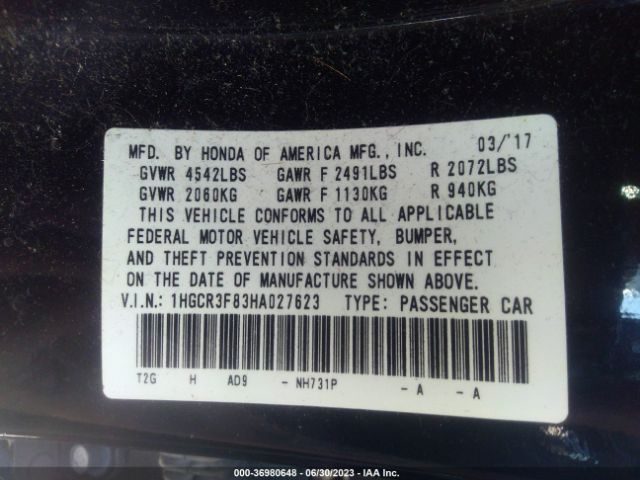 MFD. BY HONDA OF AMERICA MFG., INC. 03/'17
GVWR 4542LBS GAWR F 2491LBS R 2072LBS
GVWR 2060KG GAWR F 1130KG R 940KG
THIS VEHICLE CONFORMS TO ALL APPLICABLE
FEDERAL MOTOR VEHICLE SAFETY, BUMPER,
AND THEFT PREVENTION STANDARDS IN EFFECT
ON THE DATE OF MANUFACTURE SHOWN ABOVE.
V.I.N.: 1HGCR3F83HA027623 TYPE: PASSENGER CAR
T2G H AD9 - NH731P - A - A
000-36980648 - 06/30/2023 - IAA Inc.